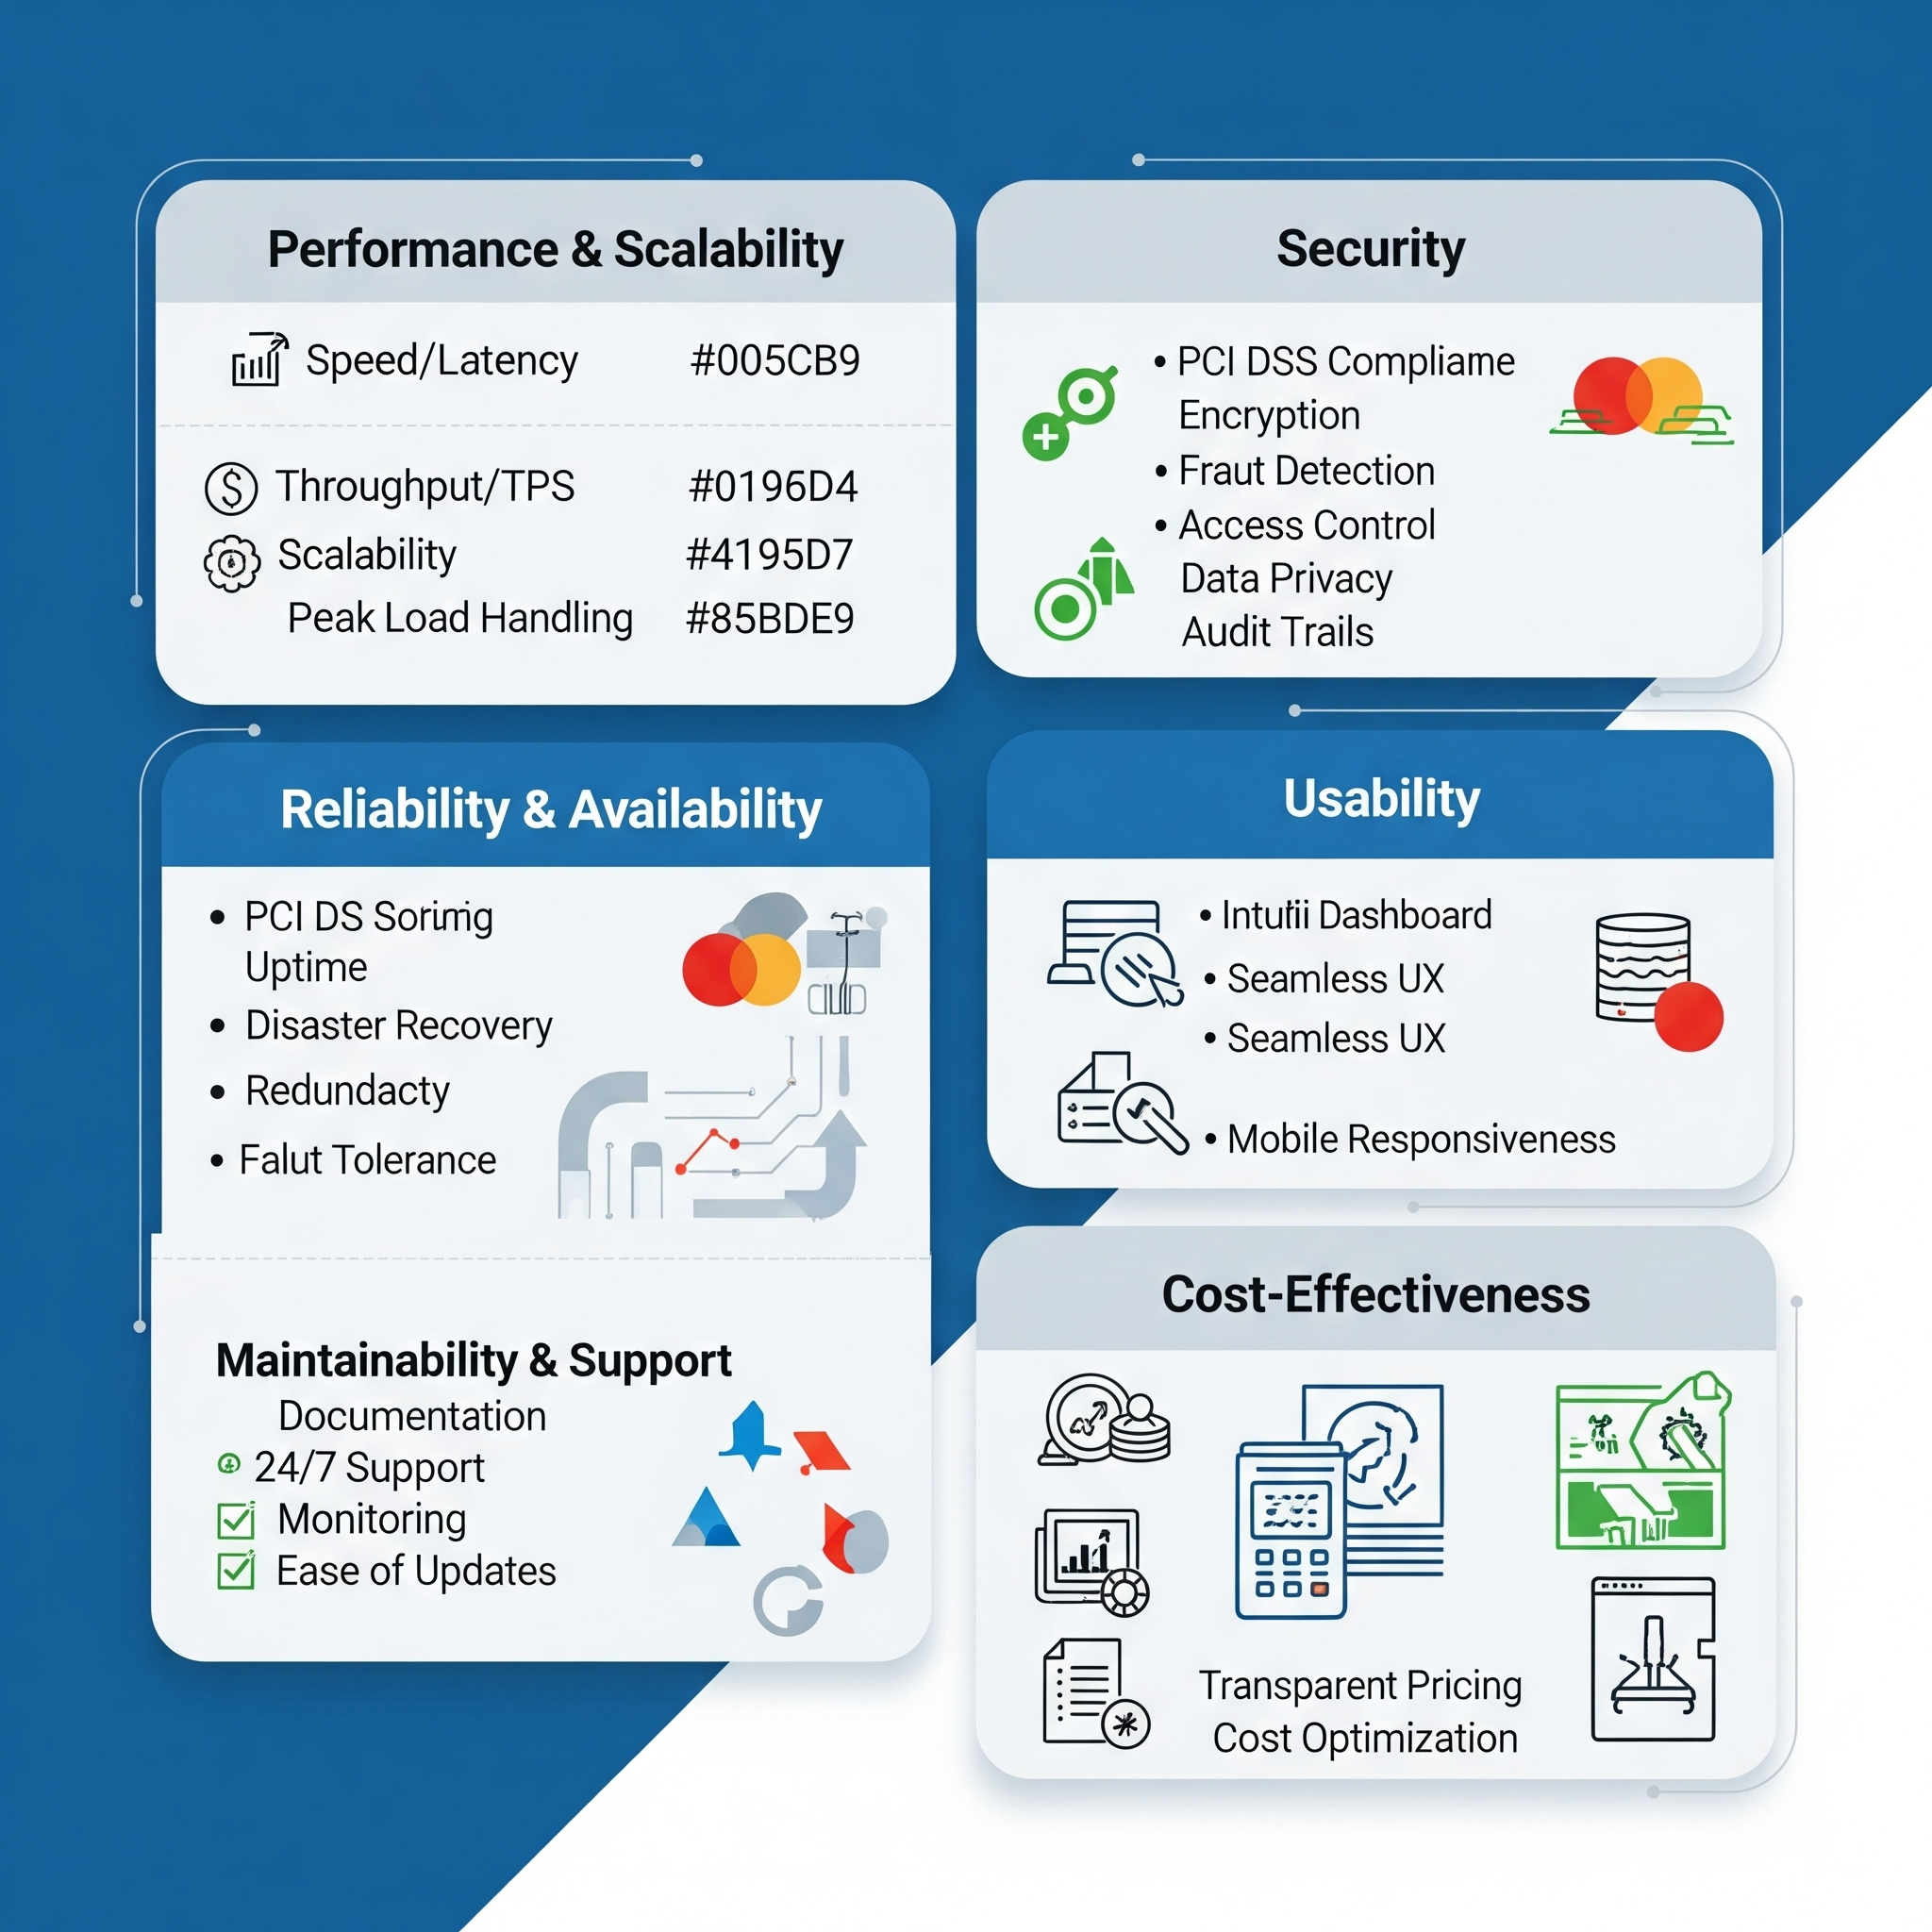 Performance & Scalability
Speed/Latency #005CB9
Throughput/TPS #0196D4
Scalability #4195D7
Peak Load Handling #85BDE9
Security
• PCI DSS Compliame
Encryption
• Fraut Detection
• Access Control
Data Privacy
Audit Trails
Reliability & Availability
• PCI DS
Uptime
• Disaster Recovery
• Redundacty
• Falut Tolerance
Usability
• Intufii Dashboard
• Seamless UX
• Seamless UX
• Mobile Responsiveness
Maintainability & Support
Documentation
24/7 Support
Monitoring
Ease of Updates
Cost-Effectiveness
Transparent Pricing
Cost Optimization